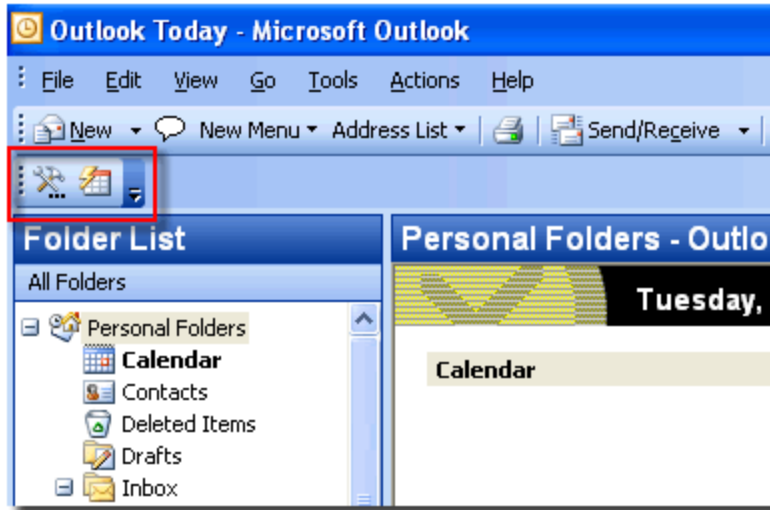 Outlook Today - Microsoft Outlook
File Edit View Go Tools Actions Help
New New Menu Address List Send/Receive
Folder List
Personal Folders - Outlo
All Folders
Tuesday,
Personal Folders
Calendar
Calendar
Contacts
Deleted Items
Drafts
Inbox